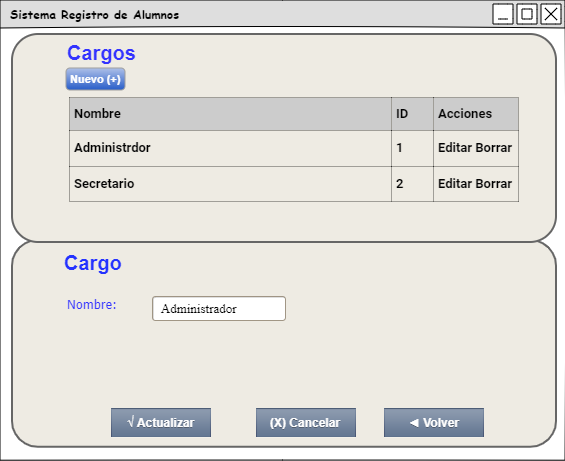 Sistema Registro de Alumnos
Cargos
Nuevo (+)
Nombre ID Acciones
Administrdor 1 Editar Borrar
Secretario 2 Editar Borrar
Cargo
Nombre: Administrador
√ Actualizar (X) Cancelar ◄ Volver